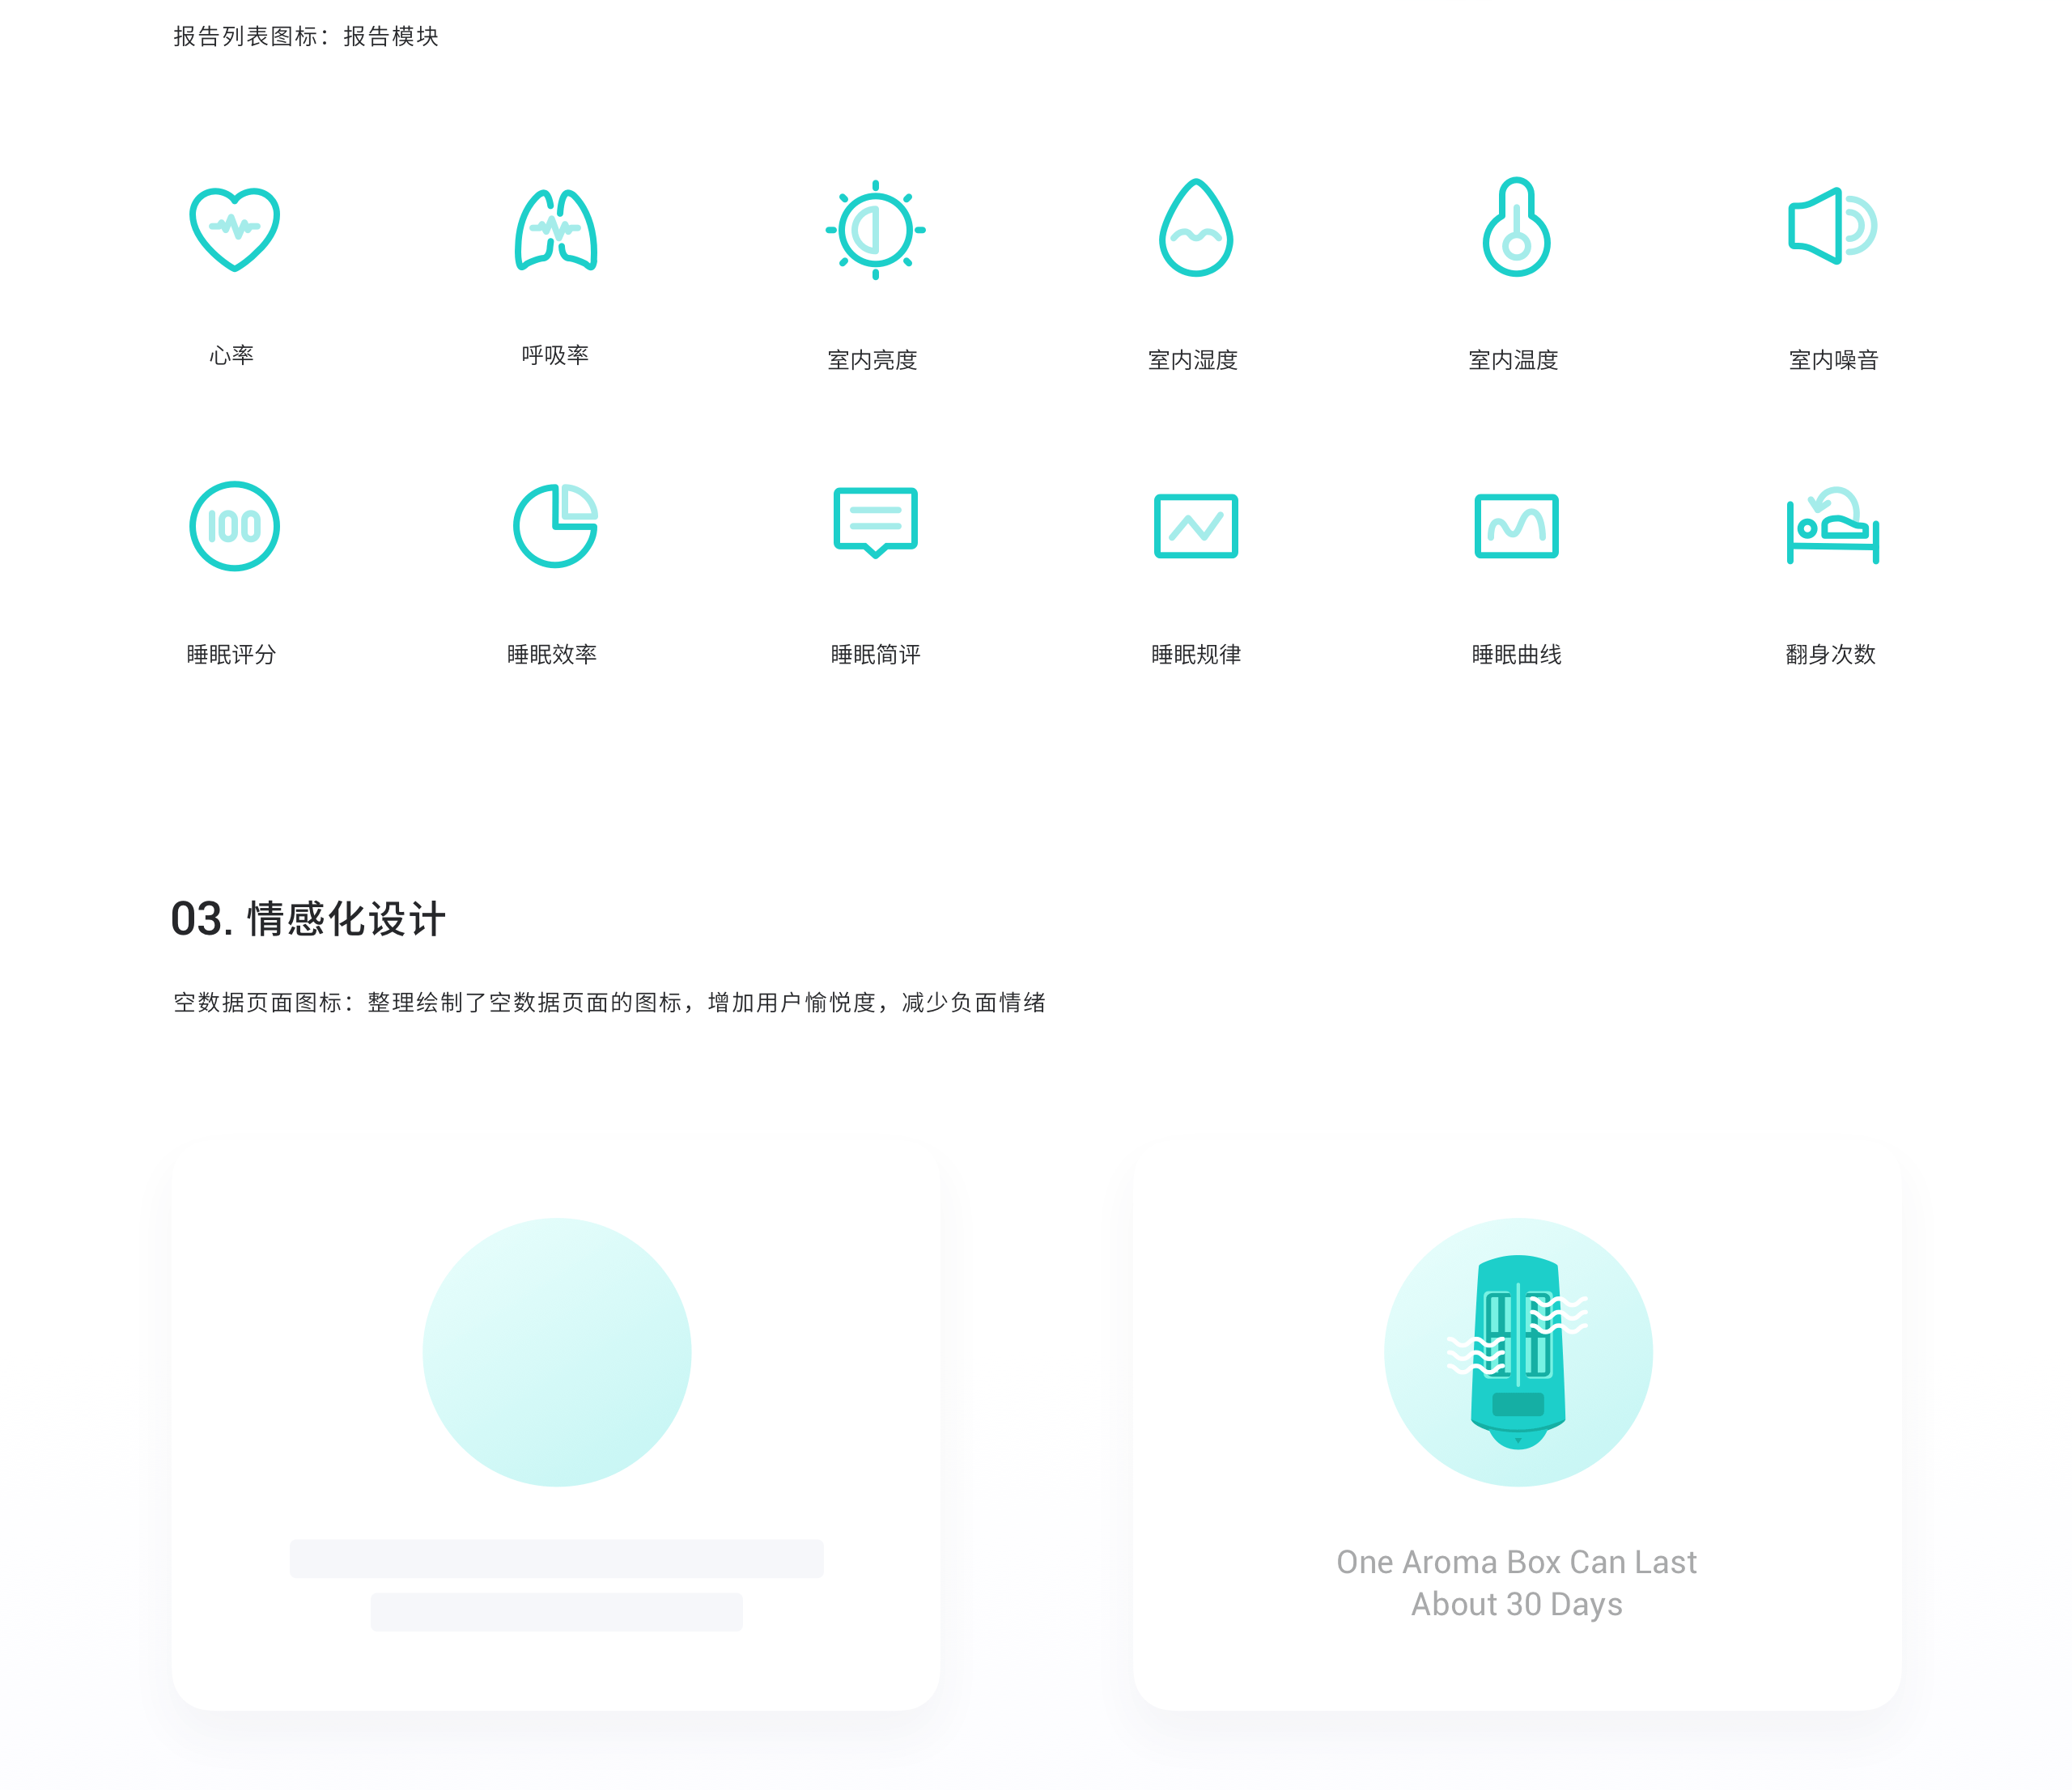 报告列表图标：报告模块
心率
呼吸率
室内亮度
室内湿度
室内温度
室内噪音
100
睡眠评分
睡眠效率
睡眠简评
睡眠规律
睡眠曲线
翻身次数
03. 情感化设计
空数据页面图标：整理绘制了空数据页面的图标，增加用户愉悦度，减少负面情绪
One Aroma Box Can Last
About 30 Days